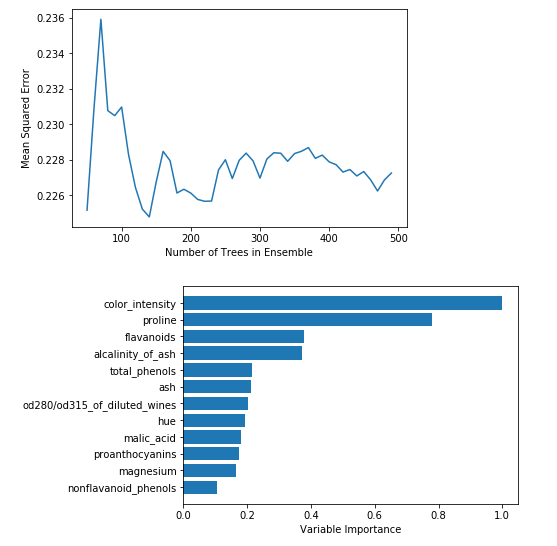 0.236
0.234
0.232
0.230
0.228
0.226
Mean Squared Error
100 200 300 400 500
Number of Trees in Ensemble
color_intensity
proline
flavanoids
alcalinity_of_ash
total_phenols
ash
od280/od315_of_diluted_wines
hue
malic_acid
proanthocyanins
magnesium
nonflavanoid_phenols
0.0 0.2 0.4 0.6 0.8 1.0
Variable Importance